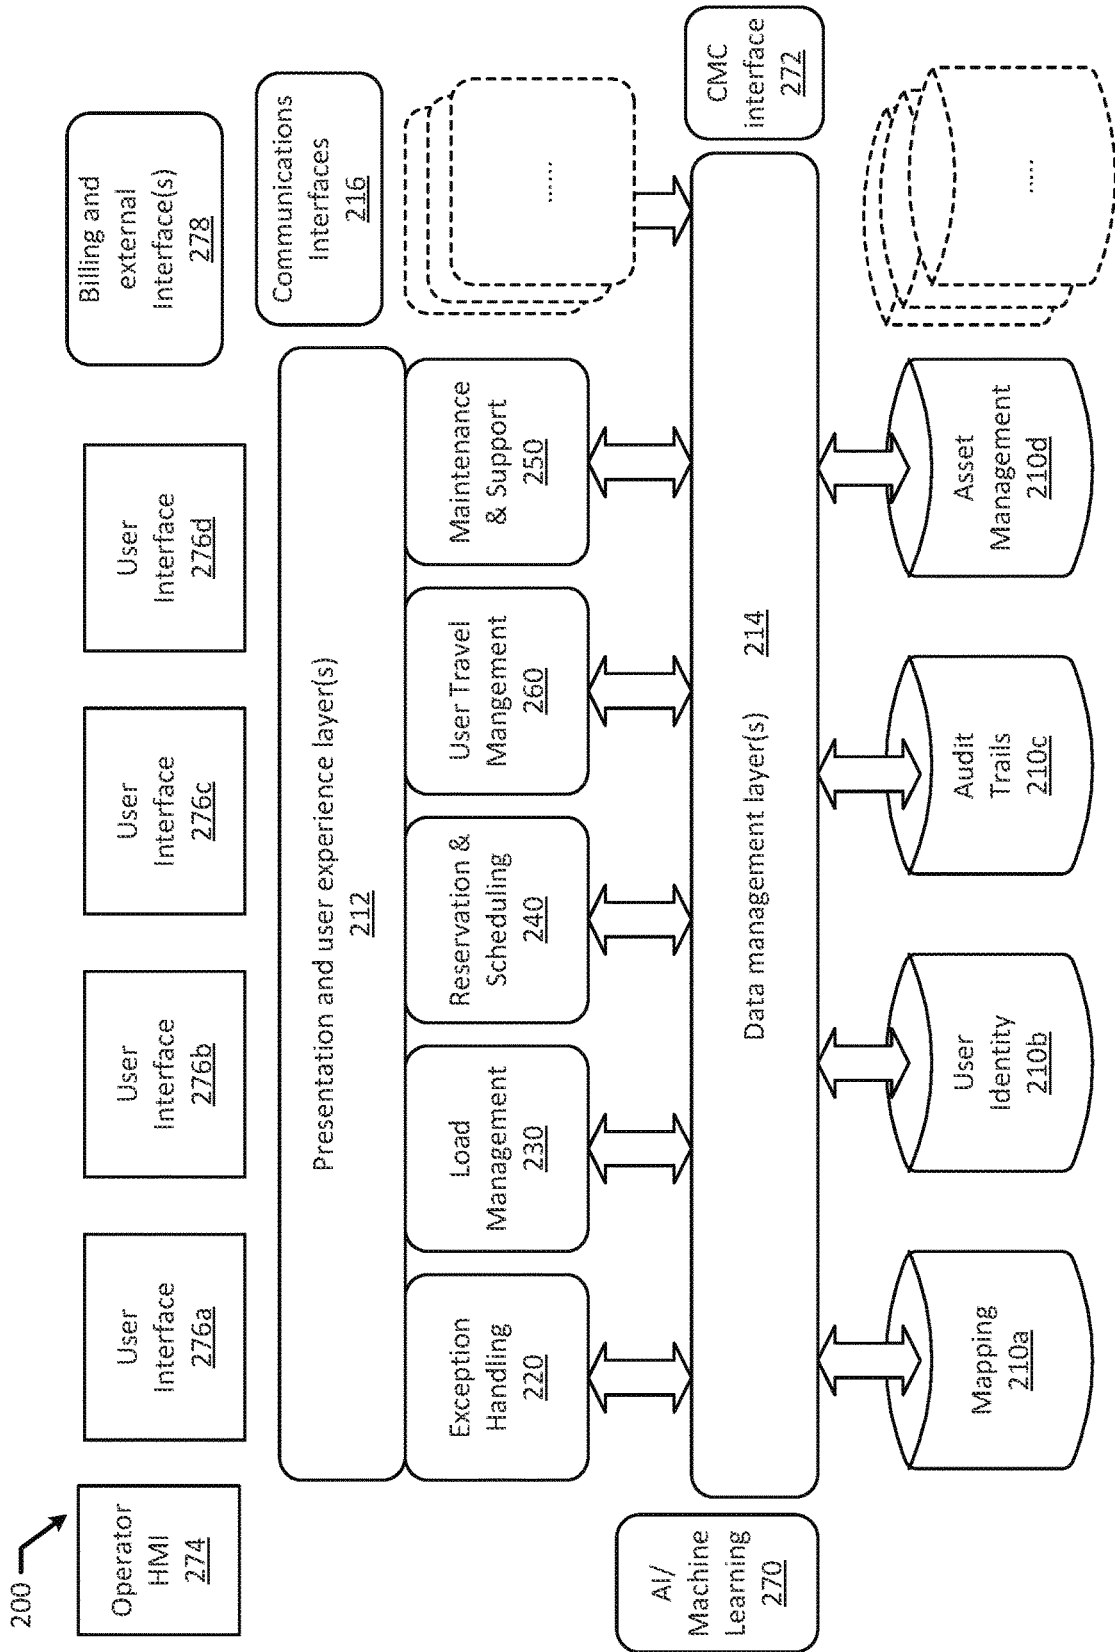 200
Operator
HMI
274
User
Interface
276a
User
Interface
276b
User
Interface
276c
User
Interface
276d
Billing and
external
Interface(s)
278
Presentation and user experience layer(s)
212
Communications
Interfaces
216
Exception
Handling
220
Load
Management
230
Reservation &
Scheduling
240
User Travel
Mangement
260
Maintenance
& Support
250
......
AI/
Machine
Learning
270
Data management layer(s)
214
CMC
interface
272
Mapping
210a
User
Identity
210b
Audit
Trails
210c
Asset
Management
210d
.....